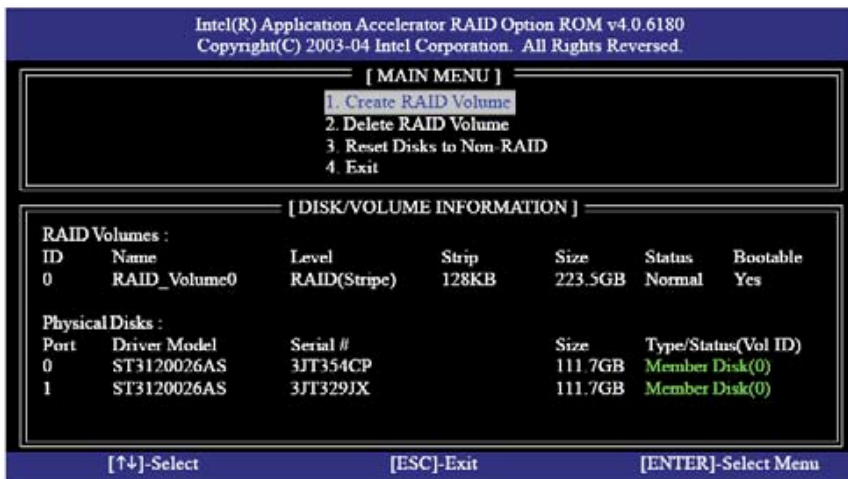 Intel(R) Application Accelerator RAID Option ROM v4.0.6180
Copyright(C) 2003-04 Intel Corporation. All Rights Reversed.
[ MAIN MENU ]
1. Create RAID Volume
2. Delete RAID Volume
3. Reset Disks to Non-RAID
4. Exit
[ DISK/VOLUME INFORMATION ]
RAID Volumes :
ID Name Level Strip Size Status Bootable
0 RAID_Volume0 RAID(Stripe) 128KB 223.5GB Normal Yes
Physical Disks :
Port Driver Model Serial # Size Type/Status(Vol ID)
0 ST3120026AS 3JT354CP 111.7GB Member Disk(0)
1 ST3120026AS 3JT329JX 111.7GB Member Disk(0)
[↑↓]-Select [ESC]-Exit [ENTER]-Select Menu